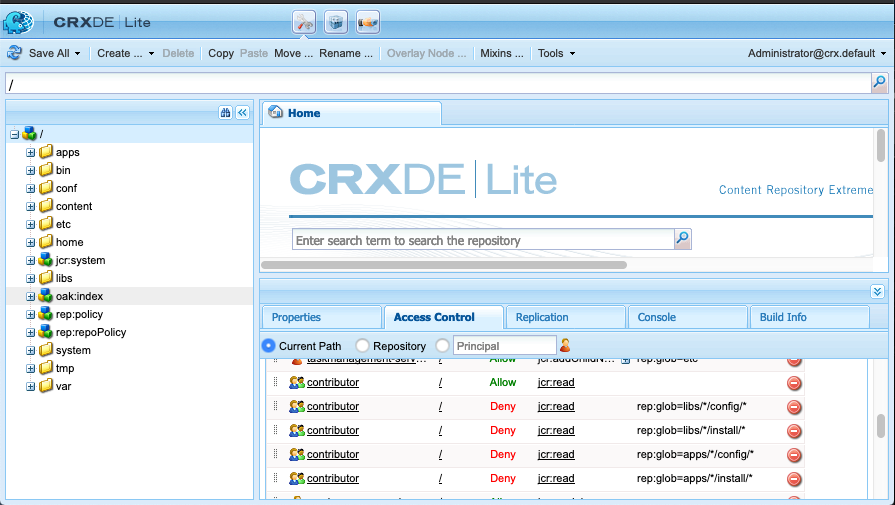 CRXDE | Lite
Save All Create ... Delete Copy Paste Move ... Rename ... Overlay Node ... Mixins ... Tools Administrator@crx.default
/
Home
/
apps
bin
conf
content
etc
home
jcr:system
libs
oak:index
rep:policy
rep:repoPolicy
system
tmp
var
CRXDE Lite
Content Repository Extreme
Enter search term to search the repository
Properties Access Control Replication Console Build Info
Current Path Repository Principal
taskmanagement-serv... / Allow jcr:addChildN... rep:glob=etc
contributor / Allow jcr:read
contributor / Deny jcr:read rep:glob=libs/*/config/*
contributor / Deny jcr:read rep:glob=libs/*/install/*
contributor / Deny jcr:read rep:glob=apps/*/config/*
contributor / Deny jcr:read rep:glob=apps/*/install/*